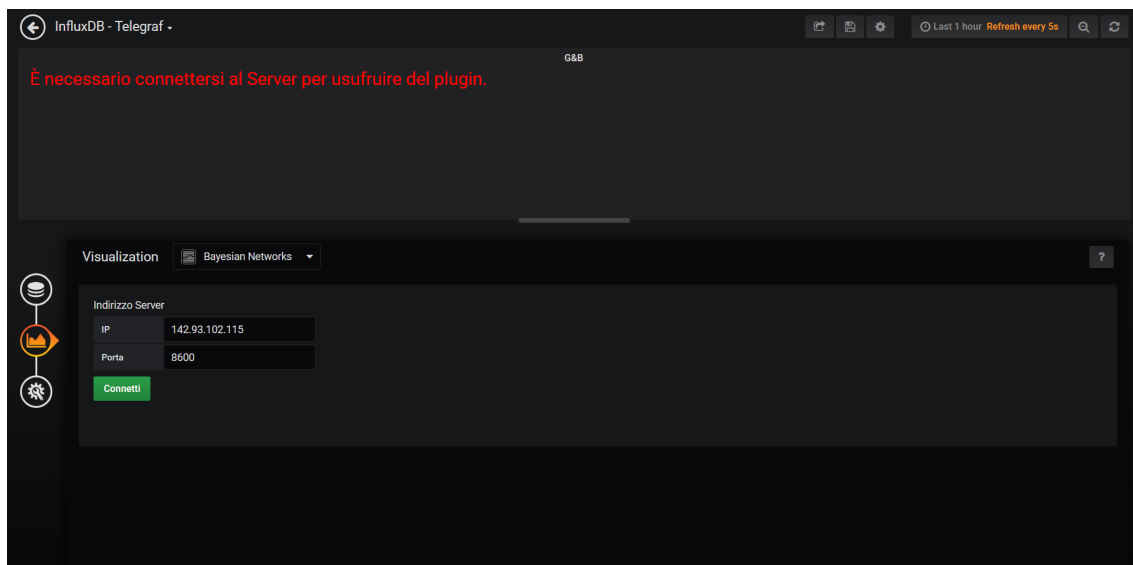 InfluxDB - Telegraf
Last 1 hour Refresh every 5s
G&B
È necessario connettersi al Server per usufruire del plugin.
Visualization
Bayesian Networks
?
Indirizzo Server
IP
142.93.102.115
Porta
8600
Connetti